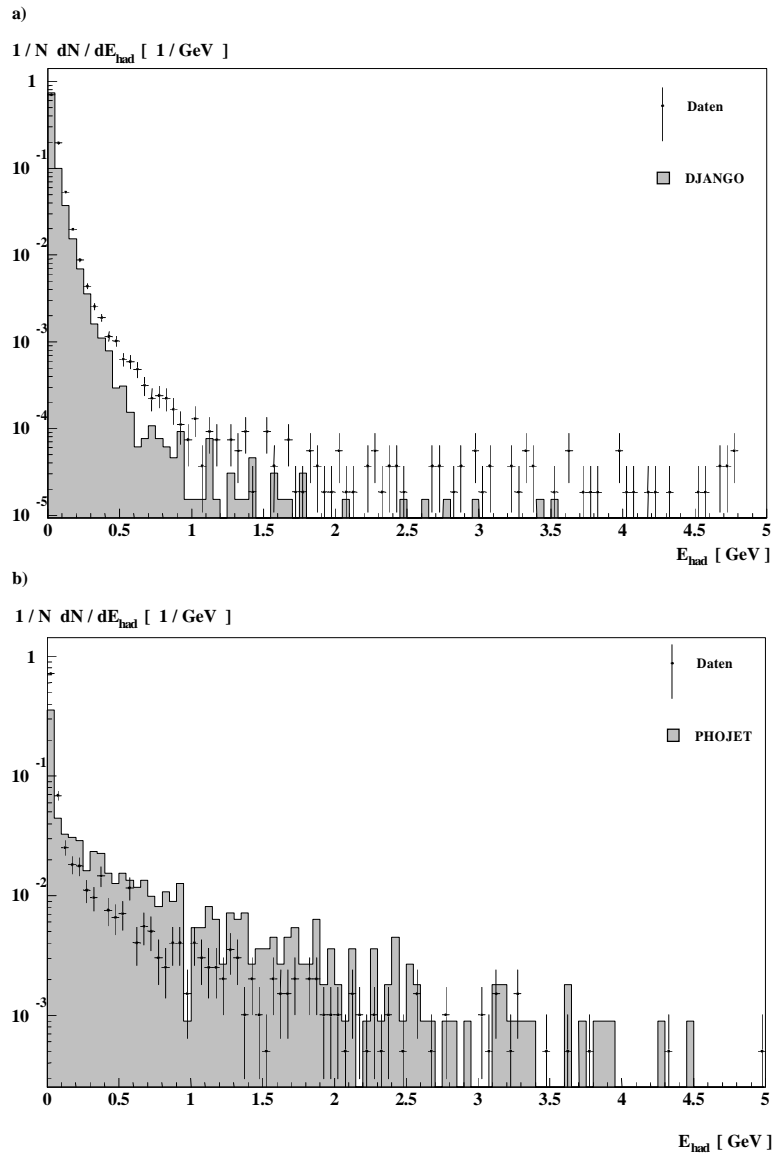 a)
1 / N dN / dE_had [ 1 / GeV ]
1
10^-1
10^-2
10^-3
10^-4
10^-5
Daten
DJANGO
0 0.5 1 1.5 2 2.5 3 3.5 4 4.5 5
E_had [ GeV ]
b)
1 / N dN / dE_had [ 1 / GeV ]
1
10^-1
10^-2
10^-3
Daten
PHOJET
0 0.5 1 1.5 2 2.5 3 3.5 4 4.5 5
E_had [ GeV ]